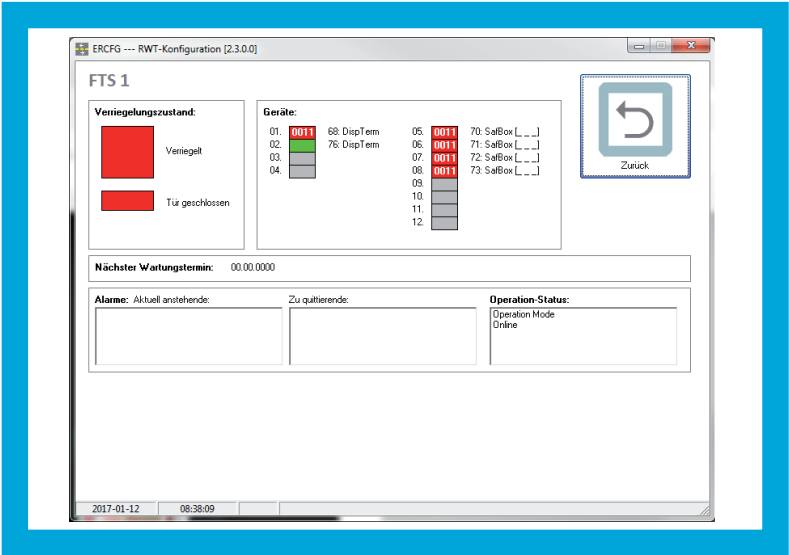 ERCFG --- RWT-Konfiguration [2.3.0.0]
FTS 1
Verriegelungszustand:
Verriegelt
Tür geschlossen
Geräte:
01. 0011 68: DispTerm
02. 76: DispTerm
03.
04.
05. 0011 70: SafBox [_ _ _]
06. 0011 71: SafBox [_ _ _]
07. 0011 72: SafBox [_ _ _]
08. 0011 73: SafBox [_ _ _]
09.
10.
11.
12.
Zurück
Nächster Wartungstermin: 00.00.0000
Alarme: Aktuell anstehende:
Zu quittierende:
Operation-Status:
Operation Mode
Online
2017-01-12 08:38:09